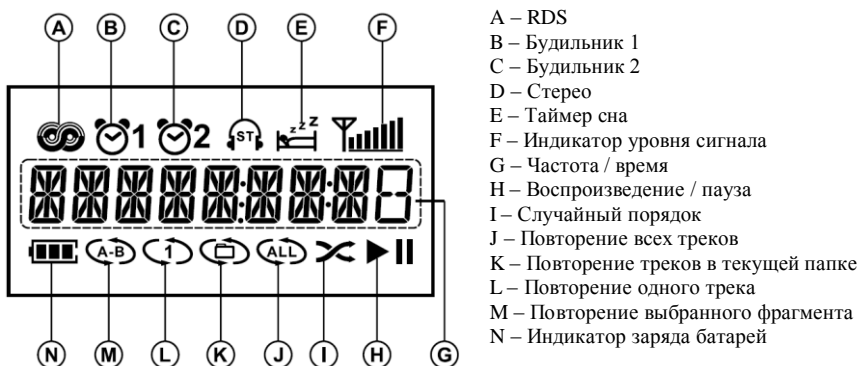 A B C D E F
1 2 ST z z z
A-B 1 ALL
N M L K J I H G
A – RDS
B – Будильник 1
C – Будильник 2
D – Стерео
E – Таймер сна
F – Индикатор уровня сигнала
G – Частота / время
H – Воспроизведение / пауза
I – Случайный порядок
J – Повторение всех треков
K – Повторение треков в текущей папке
L – Повторение одного трека
M – Повторение выбранного фрагмента
N – Индикатор заряда батарей